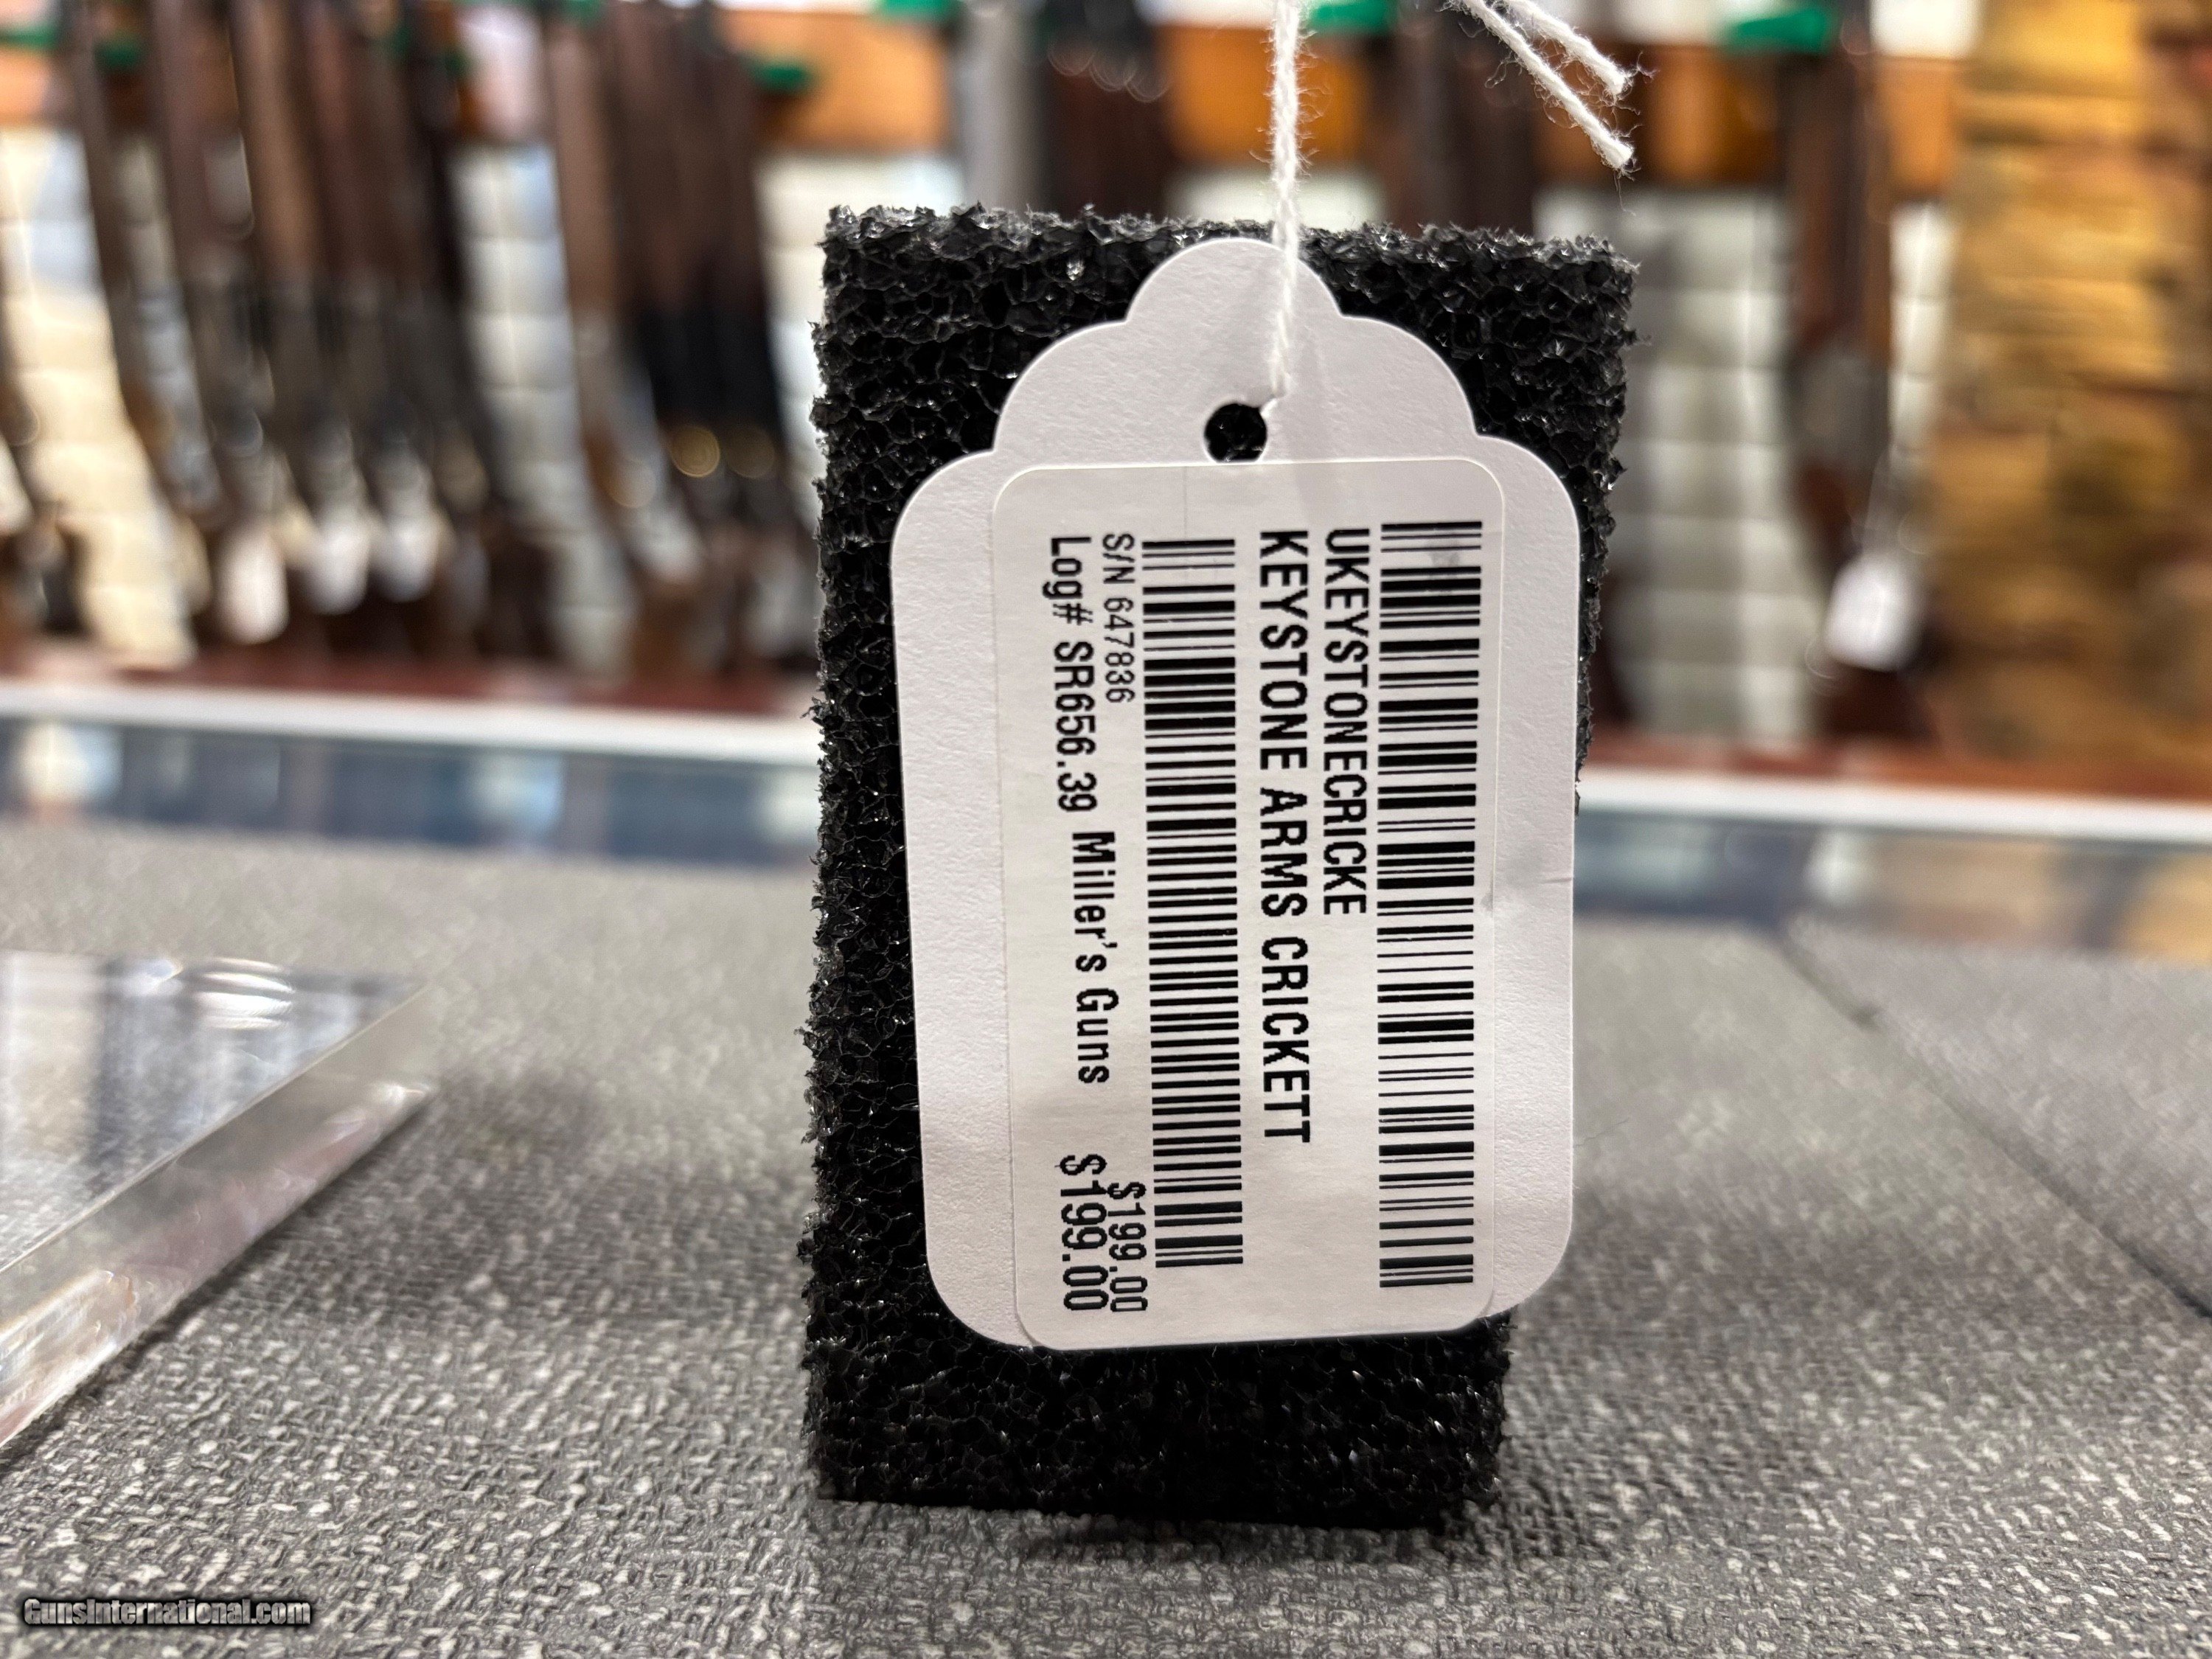 UKEYSTONECRICKE
KEYSTONE ARMS CRICKETT
S/N 647836
$199.00
Log# SR656.39 Miller's Guns $199.00
GunsInternational.com